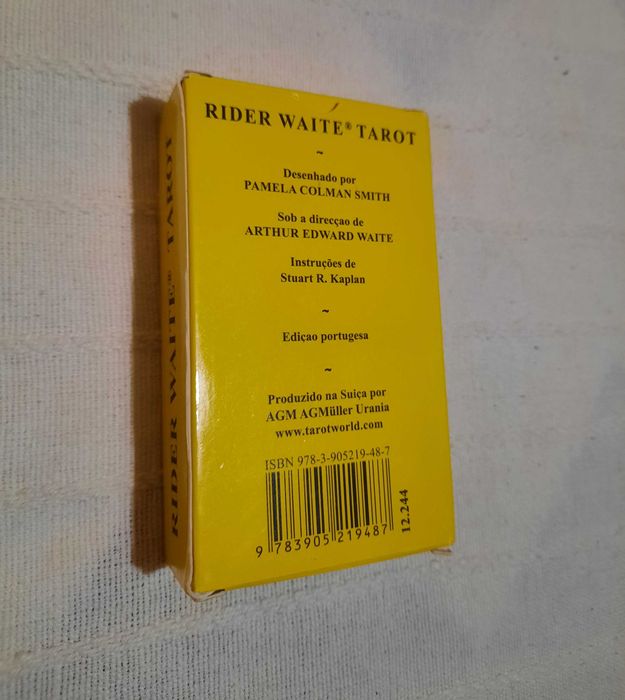 RIDER WAITE® TAROT
~
Desenhado por
PAMELA COLMAN SMITH
Sob a direcçao de
ARTHUR EDWARD WAITE
Instruções de
Stuart R. Kaplan
~
Ediçao portugesa
~
Produzido na Suiça por
AGM AGMüller Urania
www.tarotworld.com
ISBN 978-3-905219-48-7
9 783905 219487
12.244
RIDER WAITE® TAROT